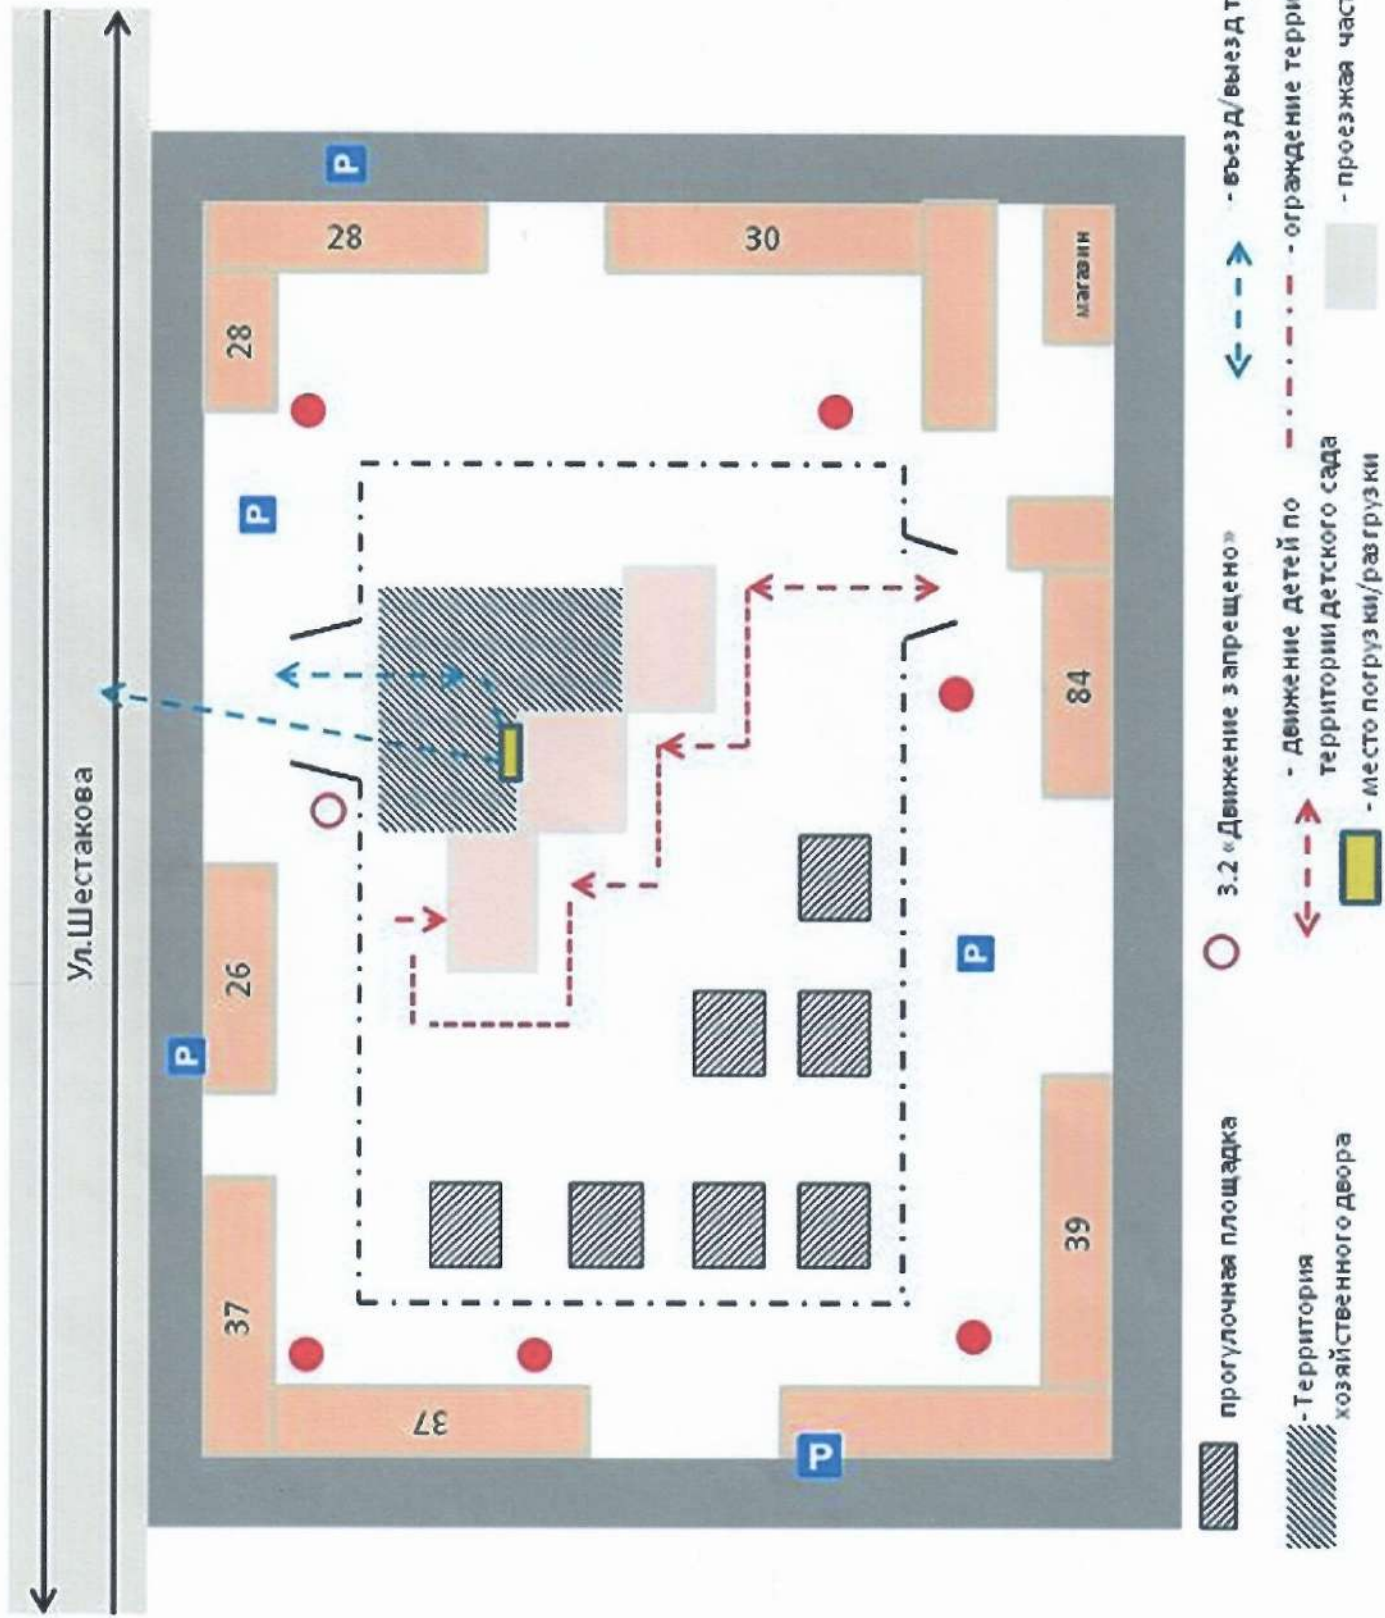 Ул.Шестакова
P
37
26
28
P
28
P
37
30
P
P
39
84
магазин
прогулочная площадка
3.2 «Движение запрещено»
- въезд/выезд т
-Территория
хозяйственного двора
- движение детей по
территории детского сада
- ограждение терри
- место погрузки/разгрузки
- проезжая част